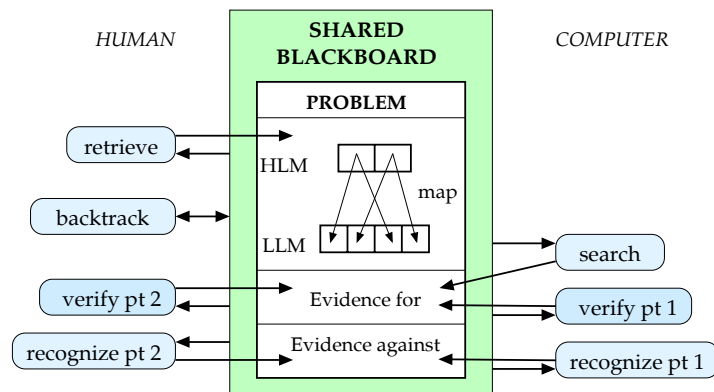 HUMAN
SHARED
BLACKBOARD
COMPUTER
PROBLEM
retrieve
HLM
map
backtrack
LLM
search
verify pt 2
Evidence for
verify pt 1
recognize pt 2
Evidence against
recognize pt 1